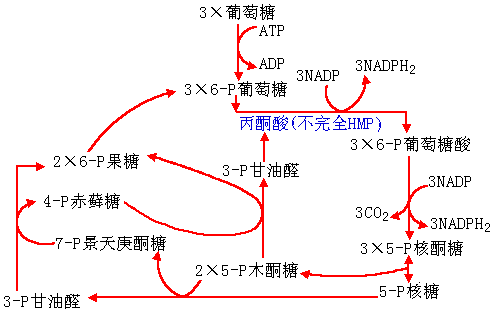 3×葡萄糖
ATP
ADP
3NADP
3NADPH₂
3×6-P葡萄糖
丙酮酸(不完全HMP)
3×6-P葡萄糖酸
2×6-P果糖
3-P甘油醛
3NADP
4-P赤藓糖
3CO₂
3NADPH₂
7-P景天庚酮糖
3×5-P核酮糖
2×5-P木酮糖
3-P甘油醛
5-P核糖